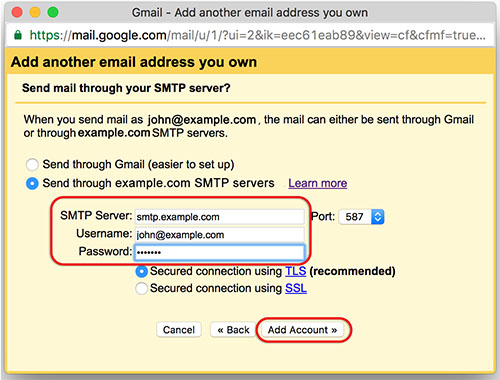 Gmail - Add another email address you own
https://mail.google.com/mail/u/1/?ui=2&ik=eec61eab89&view=cf&cfmf=true...
Add another email address you own
Send mail through your SMTP server?
When you send mail as john@example.com, the mail can either be sent through Gmail
or through example.com SMTP servers.
Send through Gmail (easier to set up)
Send through example.com SMTP servers Learn more
SMTP Server: smtp.example.com Port: 587
Username: john@example.com
Password: •••••••
Secured connection using TLS (recommended)
Secured connection using SSL
Cancel « Back Add Account »